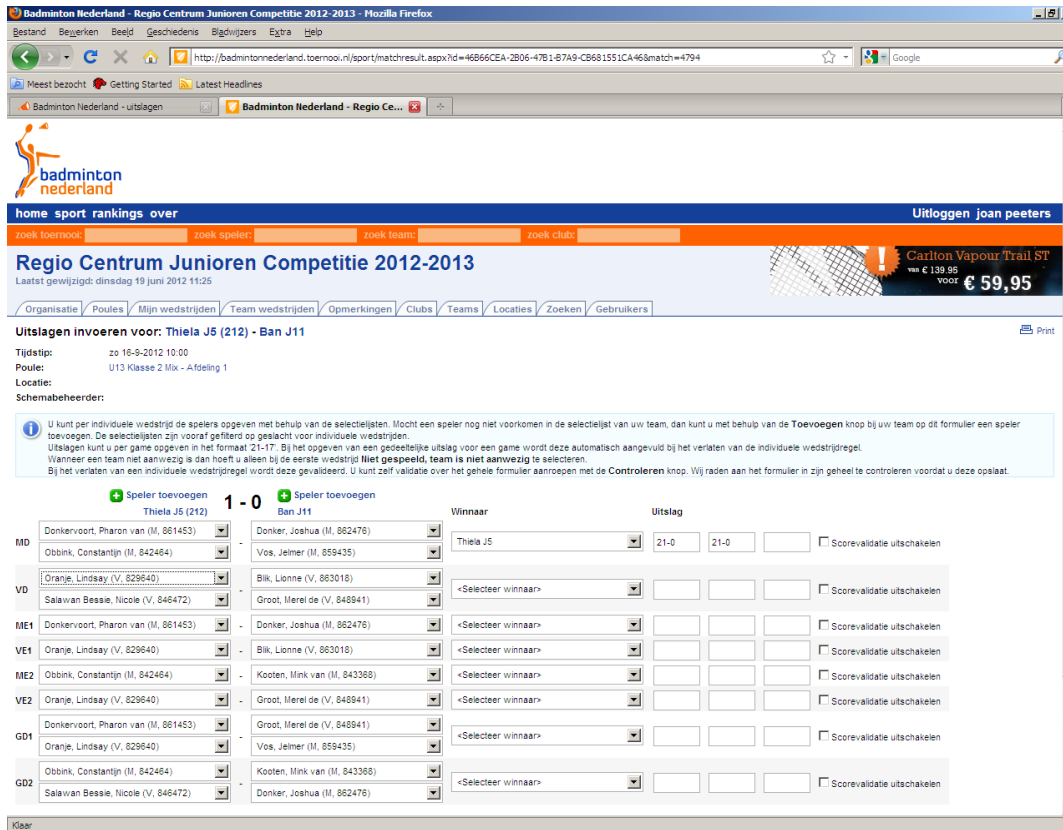 Badminton Nederland - Regio Centrum Junioren Competitie 2012-2013 - Mozilla Firefox
Bestand Bewerken Beeld Geschiedenis Bladwijzers Extra Help
http://badmintonnederland.toernooi.nl/sport/matchresult.aspx?id=46B66CEA-2B06-47B1-B7A9-CB681551CA46&match=4794
Google
Meest bezocht Getting Started Latest Headlines
Badminton Nederland - uitslagen
Badminton Nederland - Regio Ce...
badminton
nederland
home sport rankings over
Uitloggen joan peeters
zoek toernooi: zoek speler: zoek team: zoek club:
Regio Centrum Junioren Competitie 2012-2013
Laatst gewijzigd: dinsdag 19 juni 2012 11:25
Carlton Vapour Trail ST
van € 139.95
voor € 59,95
Organisatie Poules Mijn wedstrijden Team wedstrijden Opmerkingen Clubs Teams Locaties Zoeken Gebruikers
Uitslagen invoeren voor: Thiela J5 (212) - Ban J11
Print
Tijdstip: zo 16-9-2012 10:00
Poule: U13 Klasse 2 Mix - Afdeling 1
Locatie:
Schemabeheerder:
U kunt per individuele wedstrijd de spelers opgeven met behulp van de selectielijsten. Mocht een speler nog niet voorkomen in de selectielijst van uw team, dan kunt u met behulp van de Toevoegen knop bij uw team op dit formulier een speler
toevoegen. De selectielijsten zijn vooraf gefilterd op geslacht voor individuele wedstrijden.
Uitslagen kunt u per game opgeven in het formaat '21-17'. Bij het opgeven van een gedeeltelijke uitslag voor een game wordt deze automatisch aangevuld bij het verlaten van de individuele wedstrijdregel.
Wanneer een team niet aanwezig is dan hoeft u alleen bij de eerste wedstrijd Niet gespeeld, team is niet aanwezig te selecteren.
Bij het verlaten van een individuele wedstrijdregel wordt deze gevalideerd. U kunt zelf validatie over het gehele formulier aanroepen met de Controleren knop. Wij raden aan het formulier in zijn geheel te controleren voordat u deze opslaat.
Speler toevoegen 1 - 0 Speler toevoegen
Thiela J5 (212) Ban J11 Winnaar Uitslag
MD Donkervoort, Pharon van (M, 861453) - Donker, Joshua (M, 862476) Thiela J5 21-0 21-0 Scorevalidatie uitschakelen
Obbink, Constantijn (M, 842464) Vos, Jelmer (M, 859435)
VD Oranje, Lindsay (V, 829640) - Blik, Lionne (V, 863018) <Selecteer winnaar> Scorevalidatie uitschakelen
Salawan Bessie, Nicole (V, 846472) Groot, Merel de (V, 848941)
ME1 Donkervoort, Pharon van (M, 861453) - Donker, Joshua (M, 862476) <Selecteer winnaar> Scorevalidatie uitschakelen
VE1 Oranje, Lindsay (V, 829640) - Blik, Lionne (V, 863018) <Selecteer winnaar> Scorevalidatie uitschakelen
ME2 Obbink, Constantijn (M, 842464) - Kooten, Mink van (M, 843368) <Selecteer winnaar> Scorevalidatie uitschakelen
VE2 Oranje, Lindsay (V, 829640) - Groot, Merel de (V, 848941) <Selecteer winnaar> Scorevalidatie uitschakelen
GD1 Donkervoort, Pharon van (M, 861453) - Groot, Merel de (V, 848941) <Selecteer winnaar> Scorevalidatie uitschakelen
Oranje, Lindsay (V, 829640) Vos, Jelmer (M, 859435)
GD2 Obbink, Constantijn (M, 842464) - Kooten, Mink van (M, 843368) <Selecteer winnaar> Scorevalidatie uitschakelen
Salawan Bessie, Nicole (V, 846472) Donker, Joshua (M, 862476)
Klaar